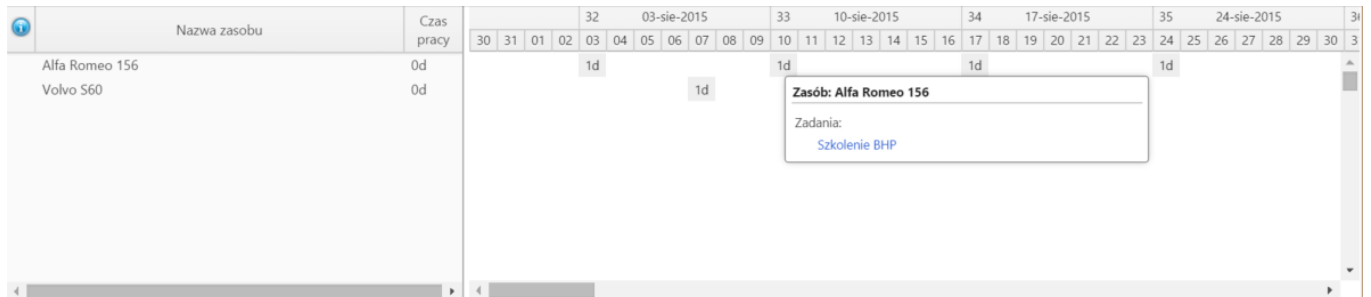 Nazwa zasobu
Czas
pracy
32 03-sie-2015 33 10-sie-2015 34 17-sie-2015 35 24-sie-2015
30 31 01 02 03 04 05 06 07 08 09 10 11 12 13 14 15 16 17 18 19 20 21 22 23 24 25 26 27 28 29 30
Alfa Romeo 156 0d 1d 1d 1d 1d
Volvo S60 0d 1d
Zasób: Alfa Romeo 156
Zadania:
Szkolenie BHP